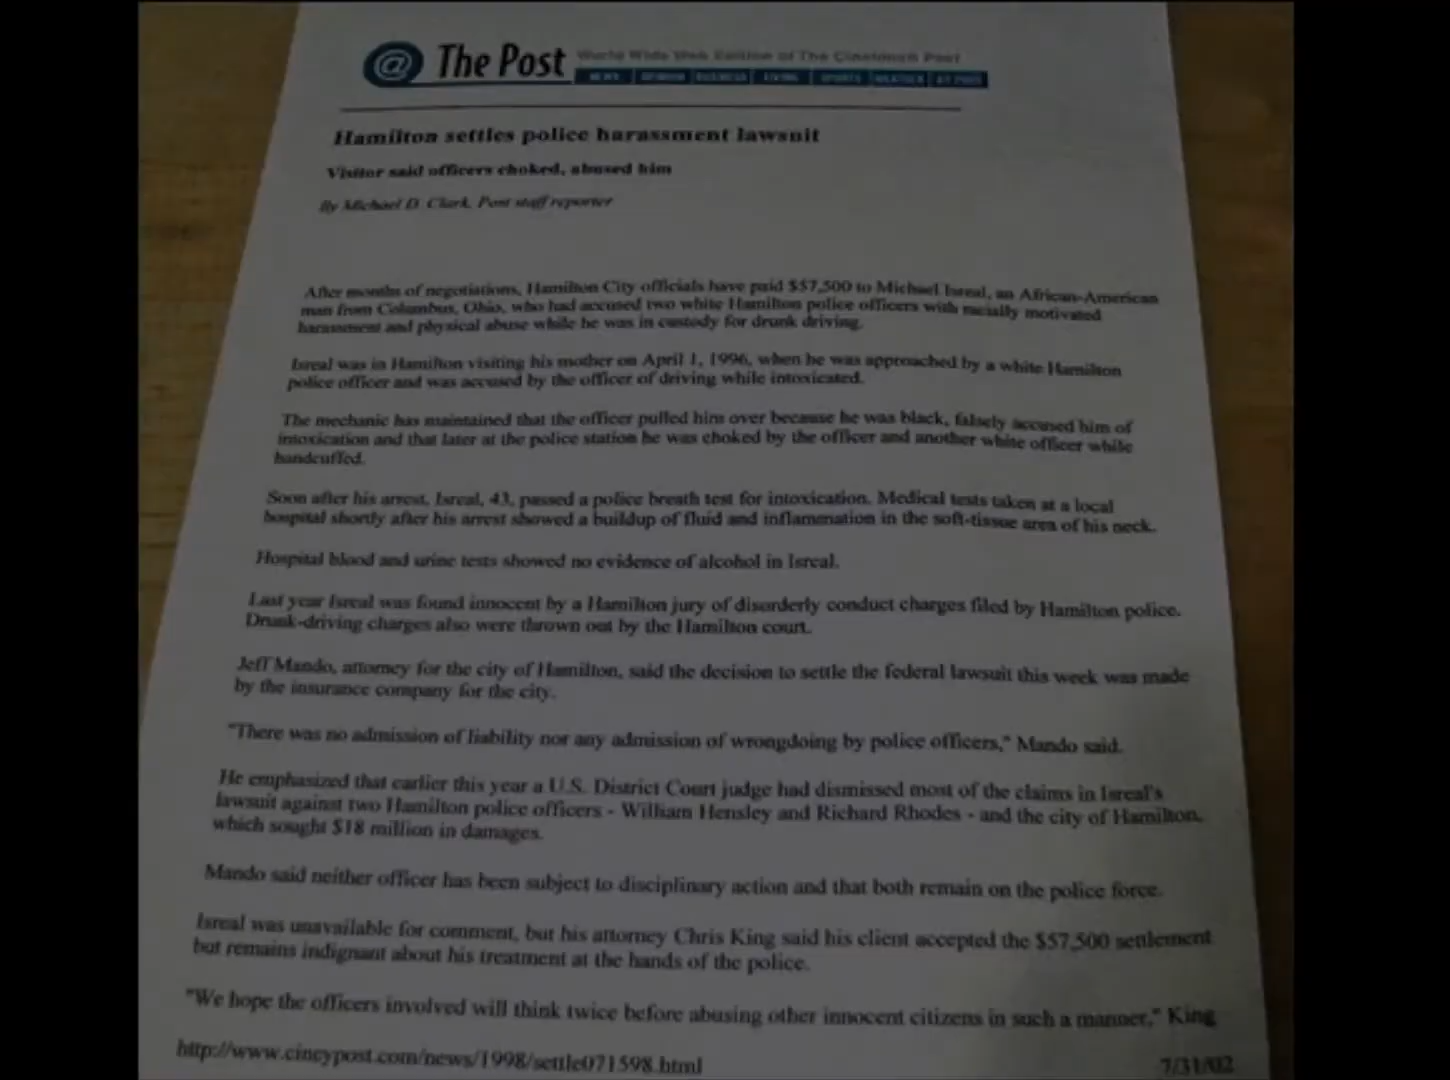 @ The Post World Wide Web Edition of The Cincinnati Post
NEWS OPINION BUSINESS LIVING SPORTS WEATHER
Hamilton settles police harassment lawsuit
Visitor said officers choked, abused him
By Michael D. Clark, Post staff reporter
After months of negotiations, Hamilton City officials have paid $57,500 to Michael Isreal, an African-American
man from Columbus, Ohio, who had accused two white Hamilton police officers with racially motivated
harassment and physical abuse while he was in custody for drunk driving.
Isreal was in Hamilton visiting his mother on April 1, 1996, when he was approached by a white Hamilton
police officer and was accused by the officer of driving while intoxicated.
The mechanic has maintained that the officer pulled him over because he was black, falsely accused him of
intoxication and that later at the police station he was choked by the officer and another white officer while
handcuffed.
Soon after his arrest, Isreal, 43, passed a police breath test for intoxication. Medical tests taken at a local
hospital shortly after his arrest showed a buildup of fluid and inflammation in the soft-tissue area of his neck.
Hospital blood and urine tests showed no evidence of alcohol in Isreal.
Last year Isreal was found innocent by a Hamilton jury of disorderly conduct charges filed by Hamilton police.
Drunk-driving charges also were thrown out by the Hamilton court.
Jeff Mando, attorney for the city of Hamilton, said the decision to settle the federal lawsuit this week was made
by the insurance company for the city.
"There was no admission of liability nor any admission of wrongdoing by police officers," Mando said.
He emphasized that earlier this year a U.S. District Court judge had dismissed most of the claims in Isreal's
lawsuit against two Hamilton police officers - William Hensley and Richard Rhodes - and the city of Hamilton,
which sought $18 million in damages.
Mando said neither officer has been subject to disciplinary action and that both remain on the police force.
Isreal was unavailable for comment, but his attorney Chris King said his client accepted the $57,500 settlement
but remains indignant about his treatment at the hands of the police.
"We hope the officers involved will think twice before abusing other innocent citizens in such a manner," King
http://www.cincypost.com/news/1998/settle071598.html 7/31/02